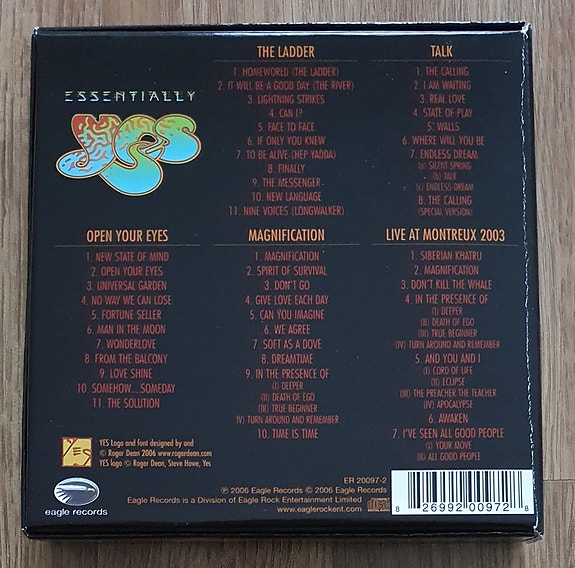 ESSENTIALLY
YES
THE LADDER
1. HOMEWORLD (THE LADDER)
2. IT WILL BE A GOOD DAY (THE RIVER)
3. LIGHTNING STRIKES
4. CAN I?
5. FACE TO FACE
6. IF ONLY YOU KNEW
7. TO BE ALIVE (HEP YADDA)
8. FINALLY
9. THE MESSENGER
10. NEW LANGUAGE
11. NINE VOICES (LONGWALKER)
TALK
1. THE CALLING
2. I AM WAITING
3. REAL LOVE
4. STATE OF PLAY
5. WALLS
6. WHERE WILL YOU BE
7. ENDLESS DREAM
(a) SILENT SPRING
(b) TALK
(c) ENDLESS DREAM
8. THE CALLING
(SPECIAL VERSION)
OPEN YOUR EYES
1. NEW STATE OF MIND
2. OPEN YOUR EYES
3. UNIVERSAL GARDEN
4. NO WAY WE CAN LOSE
5. FORTUNE SELLER
6. MAN IN THE MOON
7. WONDERLOVE
8. FROM THE BALCONY
9. LOVE SHINE
10. SOMEHOW....SOMEDAY
11. THE SOLUTION
MAGNIFICATION
1. MAGNIFICATION
2. SPIRIT OF SURVIVAL
3. DON'T GO
4. GIVE LOVE EACH DAY
5. CAN YOU IMAGINE
6. WE AGREE
7. SOFT AS A DOVE
8. DREAMTIME
9. IN THE PRESENCE OF
(I) DEEPER
(II) DEATH OF EGO
(III) TRUE BEGINNER
IV) TURN AROUND AND REMEMBER
10. TIME IS TIME
LIVE AT MONTREUX 2003
1. SIBERIAN KHATRU
2. MAGNIFICATION
3. DON'T KILL THE WHALE
4. IN THE PRESENCE OF
(I) DEEPER
(II) DEATH OF EGO
(III) TRUE BEGINNER
(IV) TURN AROUND AND REMEMBER
5. AND YOU AND I
(I) CORD OF LIFE
(II) ECLIPSE
(III) THE PREACHER THE TEACHER
(IV) APOCALYPSE
6. AWAKEN
7. I'VE SEEN ALL GOOD PEOPLE
(I) YOUR MOVE
(II) ALL GOOD PEOPLE
YES
YES Logo and font designed by and
© Roger Dean 2006 www.rogerdean.com
YES logo © Roger Dean, Steve Howe, Yes
eagle records
ER 20097-2
℗ 2006 Eagle Records © 2006 Eagle Records
Eagle Records is a Division of Eagle Rock Entertainment Limited
www.eaglerockent.com
8 26992 00972 8